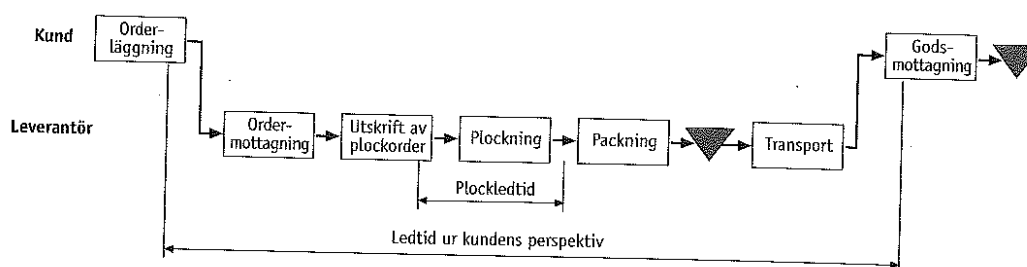 Kund
Order-
läggning
Gods-
mottagning
Leverantör
Order-
mottagning
Utskrift av
plockorder
Plockning
Packning
Transport
Plockledtid
Ledtid ur kundens perspektiv